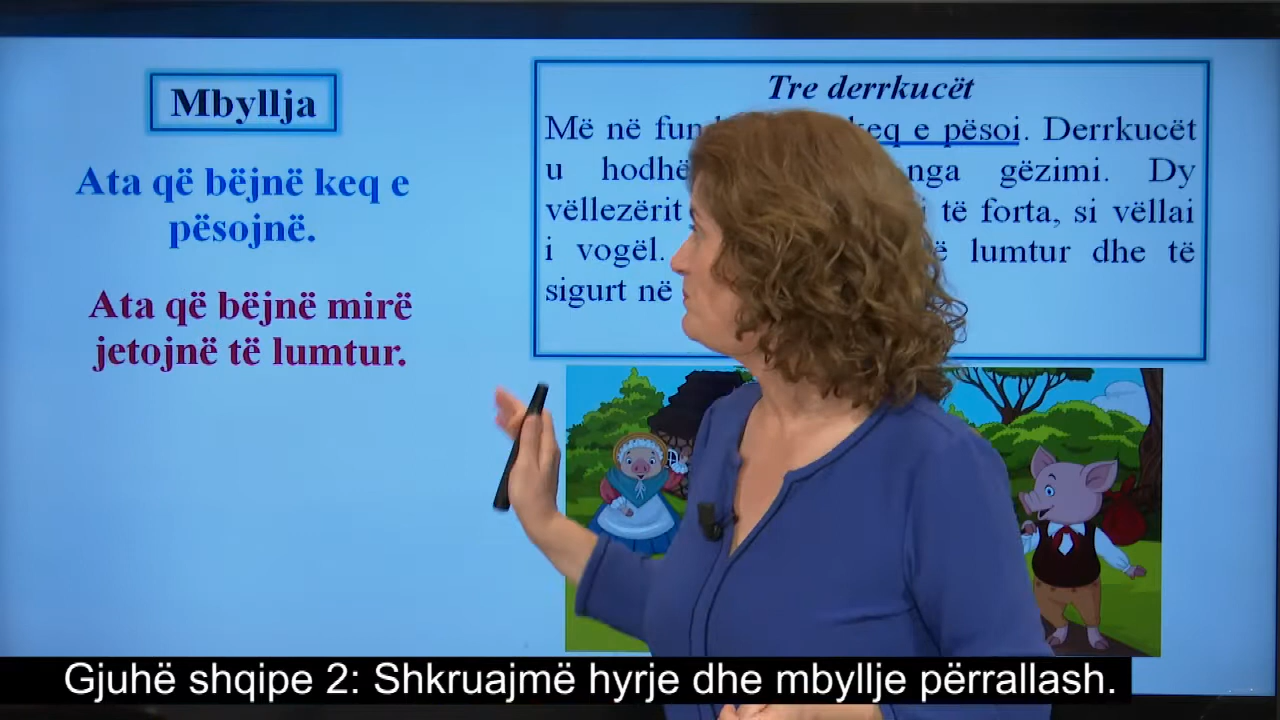 Mbyllja
Ata që bëjnë keq e
pësojnë.
Ata që bëjnë mirë
jetojnë të lumtur.
Tre derrkucët
Më në keq e pësoi. Derrkucët
u nga gëzimi. Dy
vëllezërit të forta, si vëllai
i vogël. lumtur dhe të
sigurt në
Gjuhë shqipe 2: Shkruajmë hyrje dhe mbyllje përrallash.